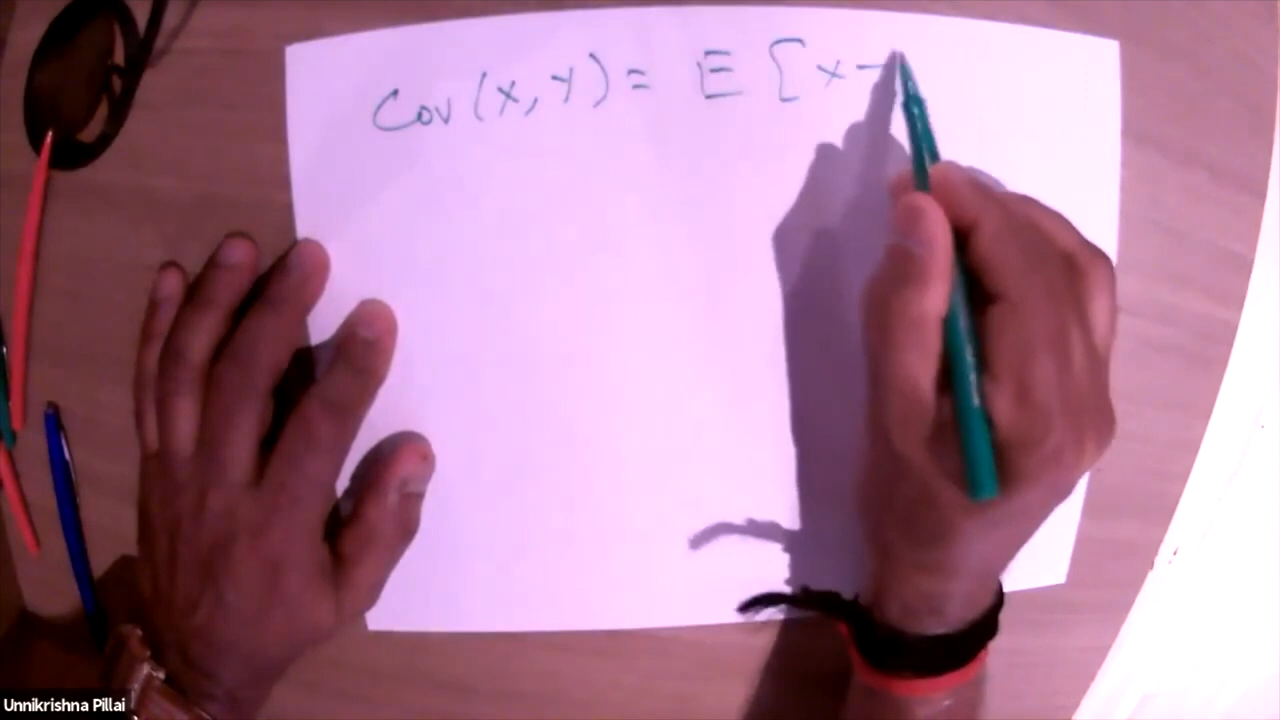 Cov(x, y) = E [x-
Unnikrishna Pillai